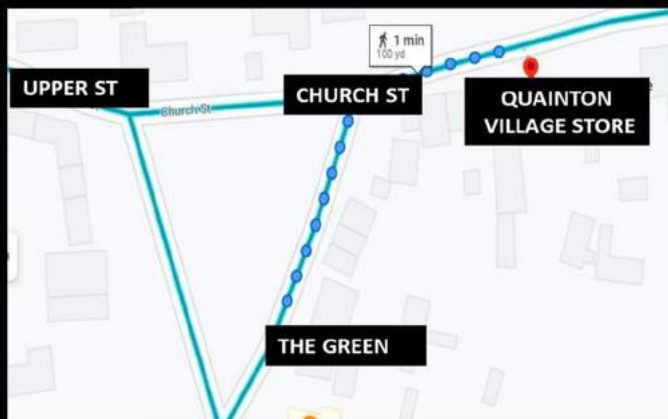 1 min
100 yd
UPPER ST
Church St
CHURCH ST
QUAINTON
VILLAGE STORE
THE GREEN